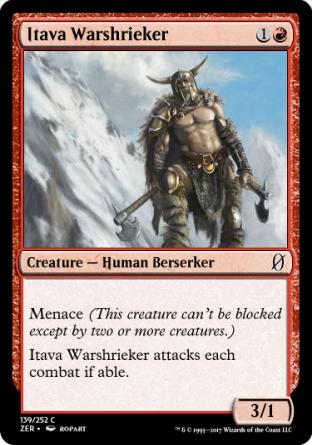 Itava Warshrieker 1
Creature — Human Berserker
Menace (This creature can't be blocked
except by two or more creatures.)
Itava Warshrieker attacks each
combat if able.
3/1
139/252 C
ZER • ROPART
™ & © 1993–2017 Wizards of the Coast LLC